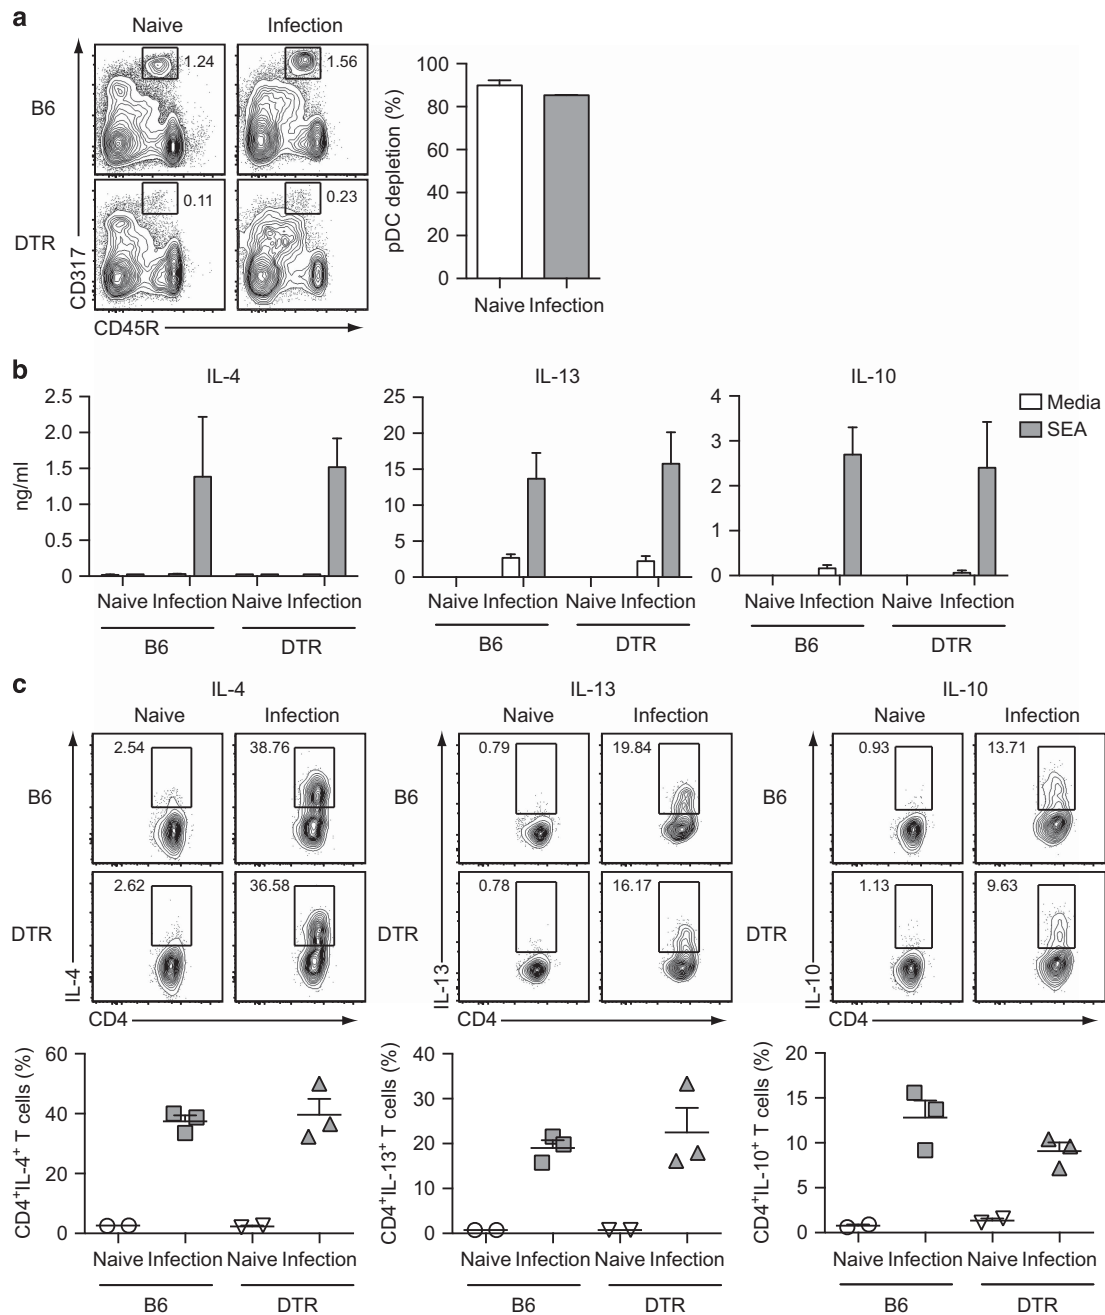 a
Naive Infection
B6
1.24
1.56
DTR
0.11
0.23
CD317
CD45R
pDC depletion (%)
100
80
60
40
20
0
Naive Infection
b
IL-4
ng/ml
2.5
2.0
1.5
1.0
0.5
0
Naive Infection Naive Infection
B6 DTR
IL-13
25
20
15
10
5
0
Naive Infection Naive Infection
B6 DTR
IL-10
4
3
2
1
0
Naive Infection Naive Infection
B6 DTR
Media
SEA
c
IL-4
Naive Infection
B6
2.54
38.76
DTR
2.62
36.58
IL-4
CD4
IL-13
Naive Infection
B6
0.79
19.84
DTR
0.78
16.17
IL-13
CD4
IL-10
Naive Infection
B6
0.93
13.71
DTR
1.13
9.63
IL-10
CD4
CD4+IL-4+ T cells (%)
60
40
20
0
Naive Infection Naive Infection
B6 DTR
CD4+IL-13+ T cells (%)
40
30
20
10
0
Naive Infection Naive Infection
B6 DTR
CD4+IL-10+ T cells (%)
20
15
10
5
0
Naive Infection Naive Infection
B6 DTR